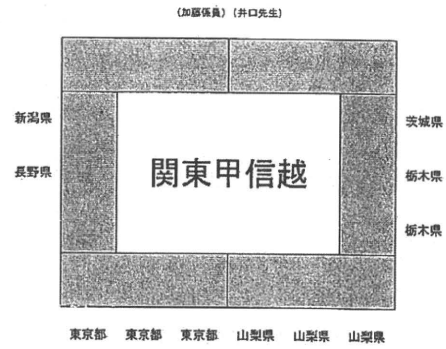 (加藤係員) (井口先生)
新潟県
茨城県
長野県
関東甲信越
栃木県
栃木県
東京都 東京都 東京都 山梨県 山梨県 山梨県